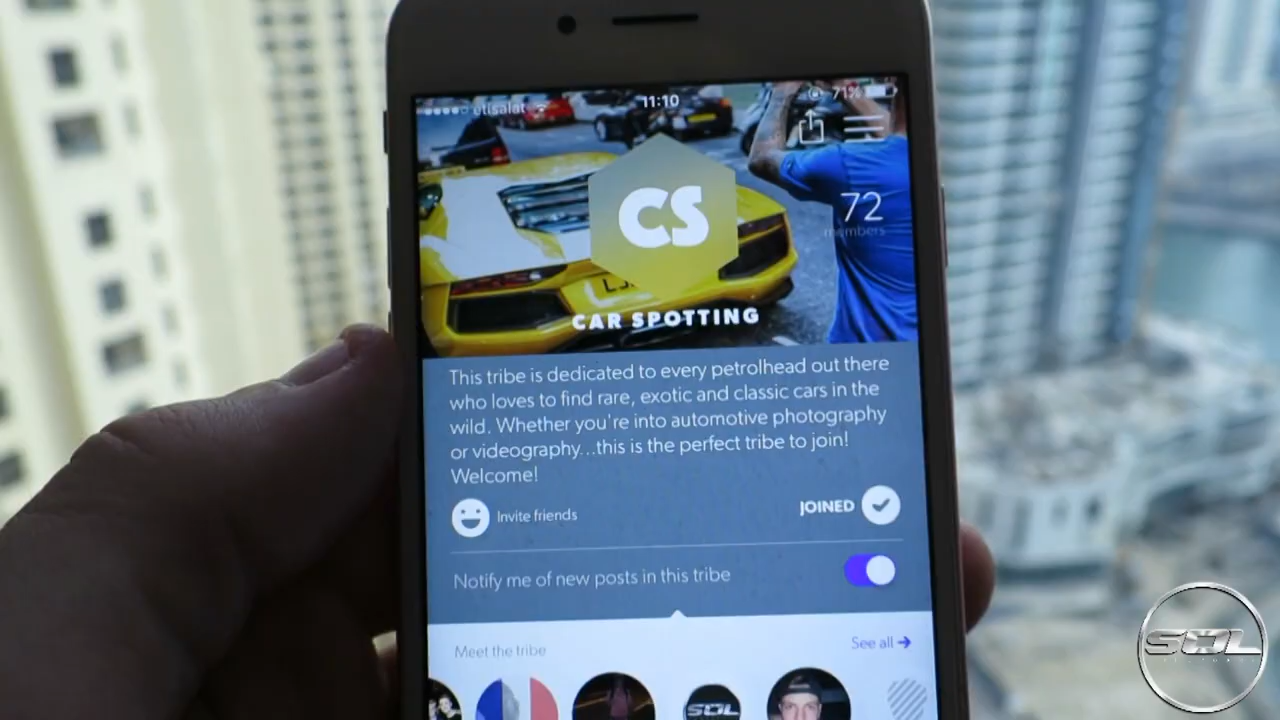 etisalat 11:10 71%
CS
72
members
CAR SPOTTING
This tribe is dedicated to every petrolhead out there
who loves to find rare, exotic and classic cars in the
wild. Whether you're into automotive photography
or videography...this is the perfect tribe to join!
Welcome!
Invite friends
JOINED
Notify me of new posts in this tribe
Meet the tribe
See all
SOL
SOL